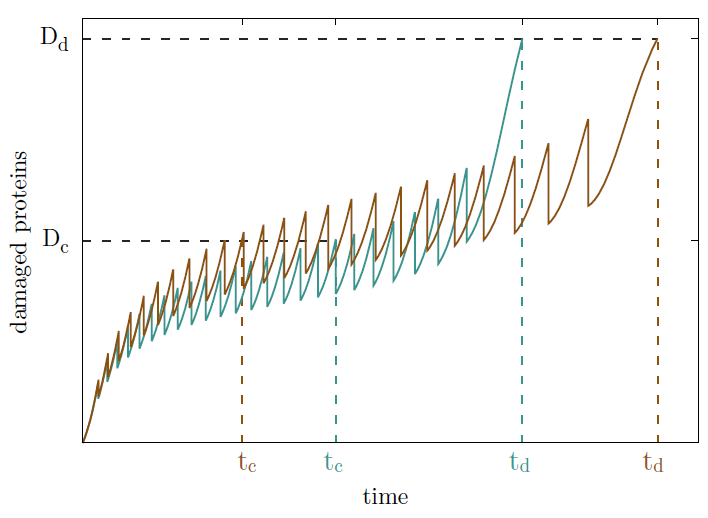 D_d
D_c
damaged proteins
t_c t_c t_d t_d
time